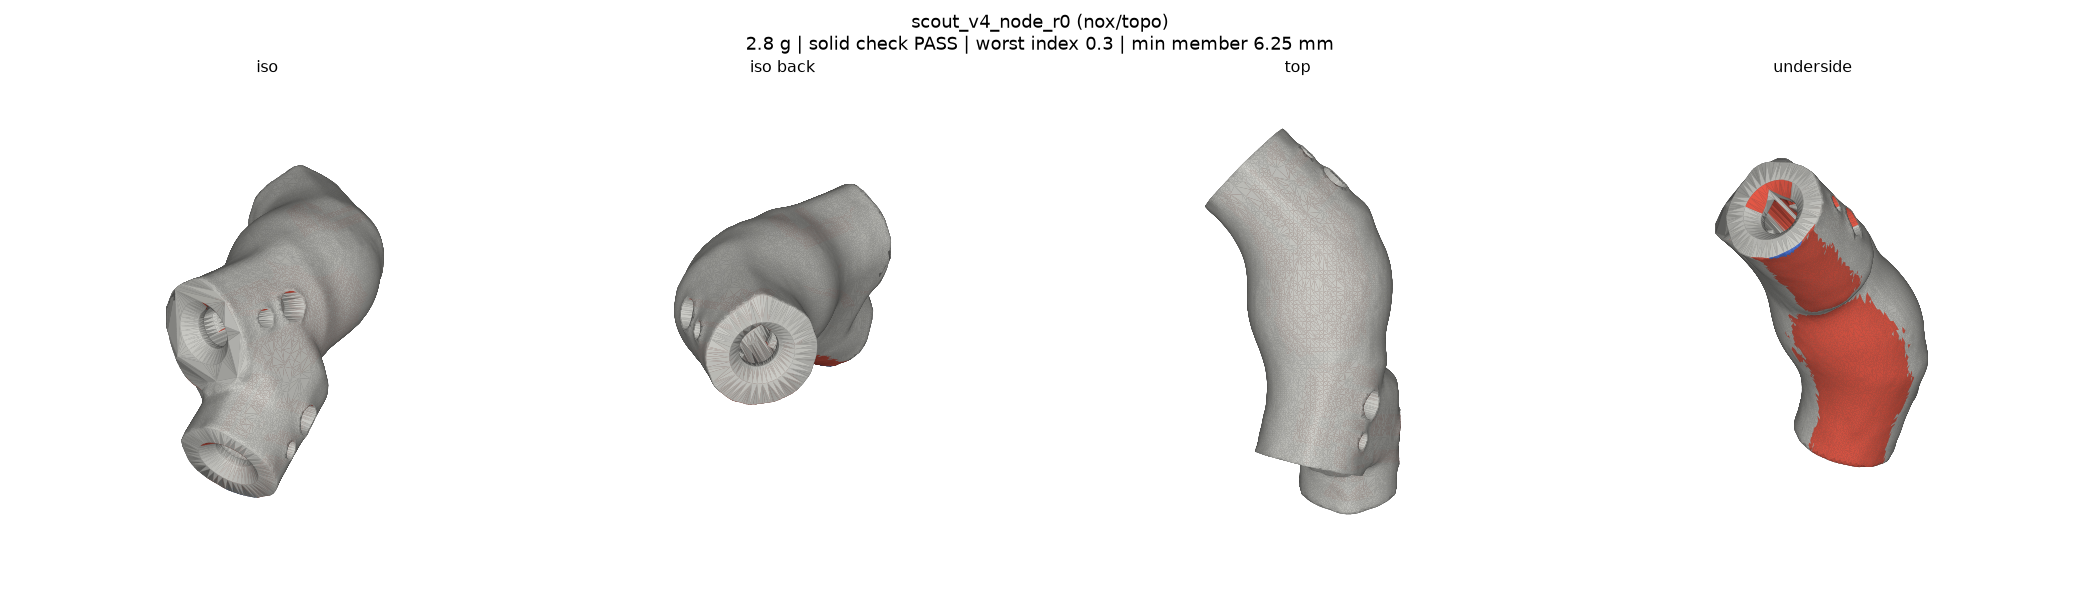 scout_v4_node_r0 (nox/topo)
2.8 g | solid check PASS | worst index 0.3 | min member 6.25 mm
iso
iso back
top
underside